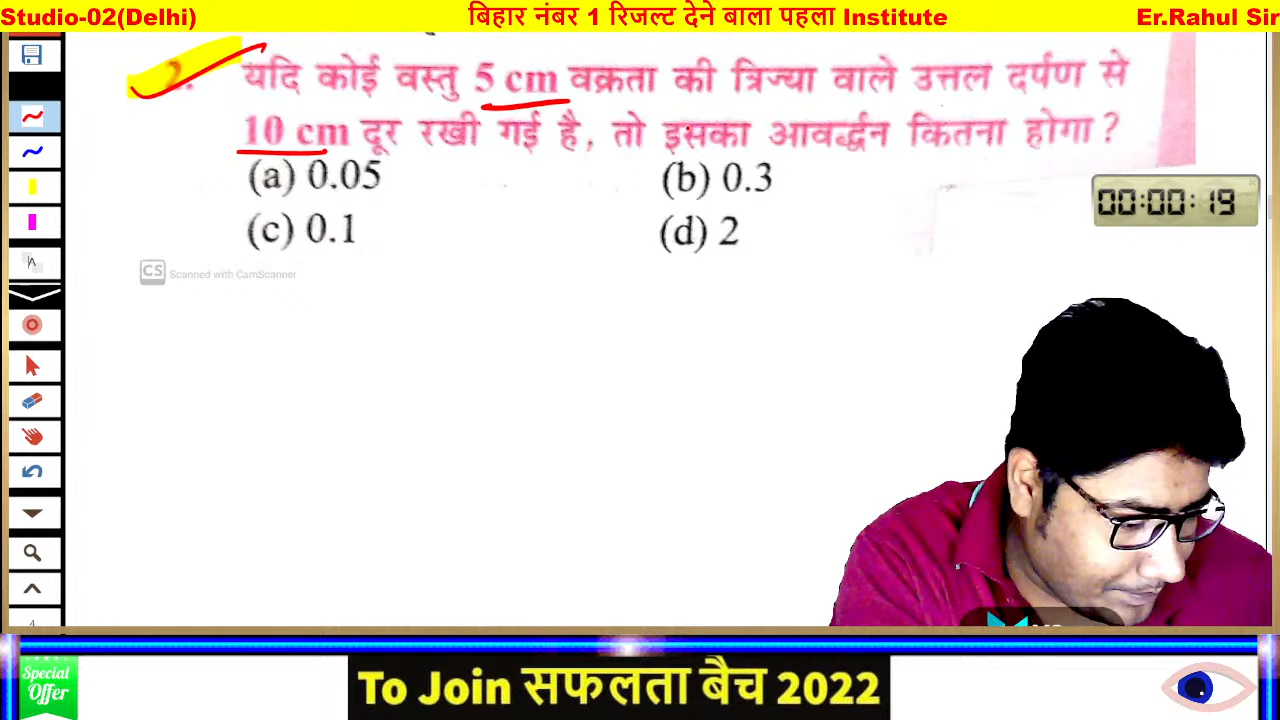 Studio-02(Delhi) बिहार नंबर 1 रिजल्ट देने बाला पहला Institute Er.Rahul Sir
2. यदि कोई वस्तु 5 cm वक्रता की त्रिज्या वाले उत्तल दर्पण से
10 cm दूर रखी गई है, तो इसका आवर्द्धन कितना होगा?
(a) 0.05 (b) 0.3
(c) 0.1 (d) 2
00:00:19
CS Scanned with CamScanner
Special
Offer
To Join सफलता बैच 2022